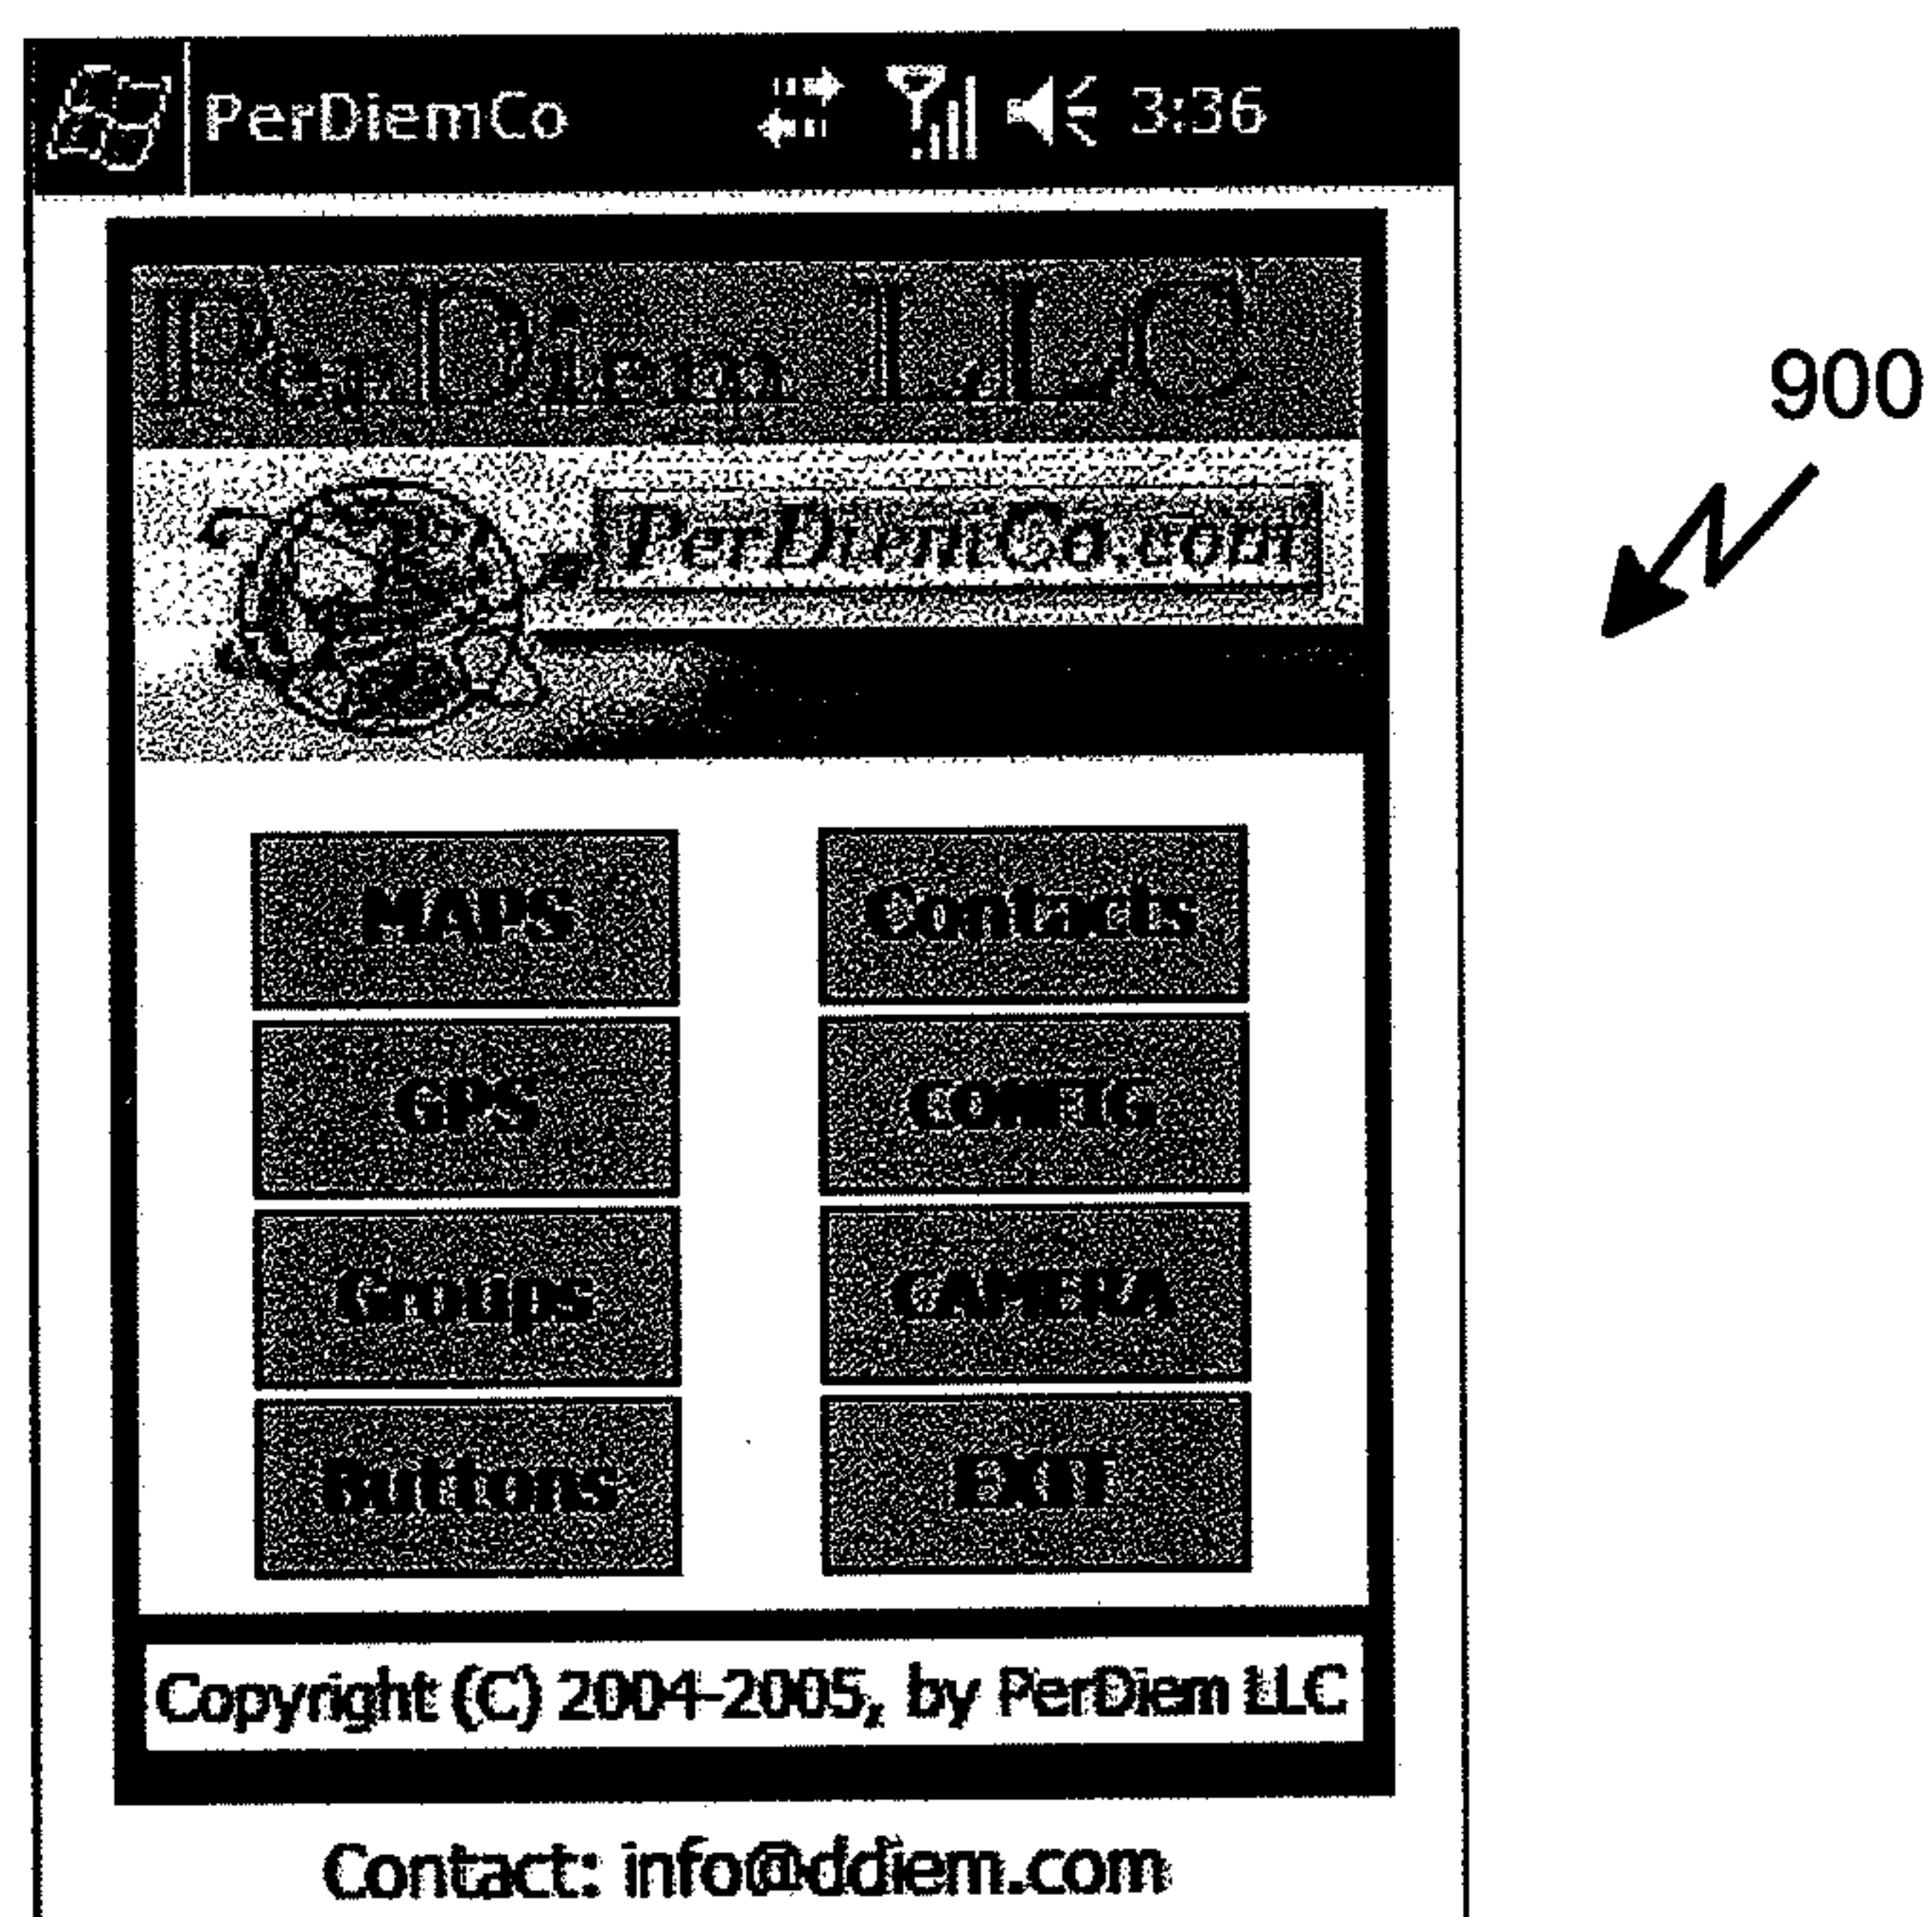 PerDiemCo 3:36
PerDiem LLC
900
PerDiemCo.com
MAPS Contacts
GPS CONFIG
Groups CAMERA
Buttons EXIT
Copyright (C) 2004-2005, by PerDiem LLC
Contact: info@ddiem.com